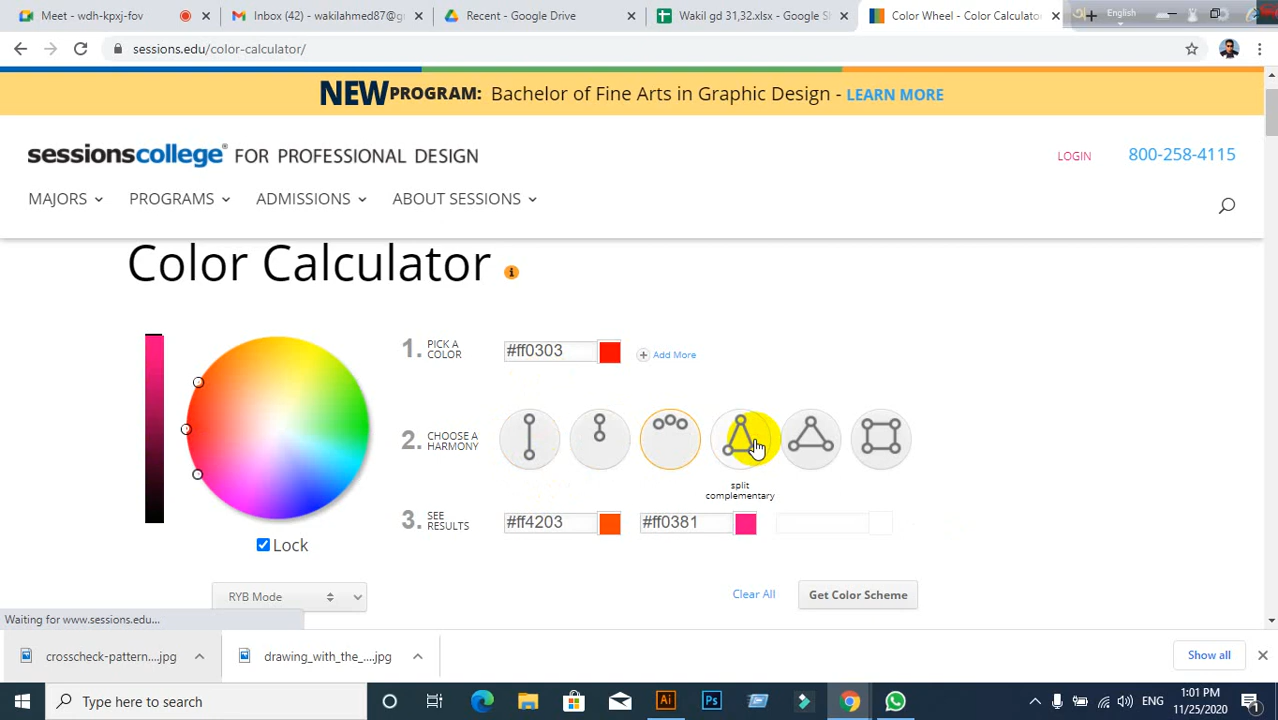 Meet - wdh-kpxj-fov
Inbox (42) - wakilahmed87@g
Recent - Google Drive
Wakil gd 31,32.xlsx - Google S
Color Wheel - Color Calculato
English
sessions.edu/color-calculator/
NEW PROGRAM: Bachelor of Fine Arts in Graphic Design - LEARN MORE
sessionscollege® FOR PROFESSIONAL DESIGN
LOGIN 800-258-4115
MAJORS PROGRAMS ADMISSIONS ABOUT SESSIONS
Color Calculator
1. PICK A COLOR #ff0303 Add More
2. CHOOSE A HARMONY
split
complementary
3. SEE RESULTS #ff4203 #ff0381
Lock
RYB Mode
Clear All Get Color Scheme
Waiting for www.sessions.edu...
crosscheck-pattern....jpg
drawing_with_the_....jpg
Show all
Type here to search
Ai
Ps
ENG
1:01 PM
11/25/2020
1